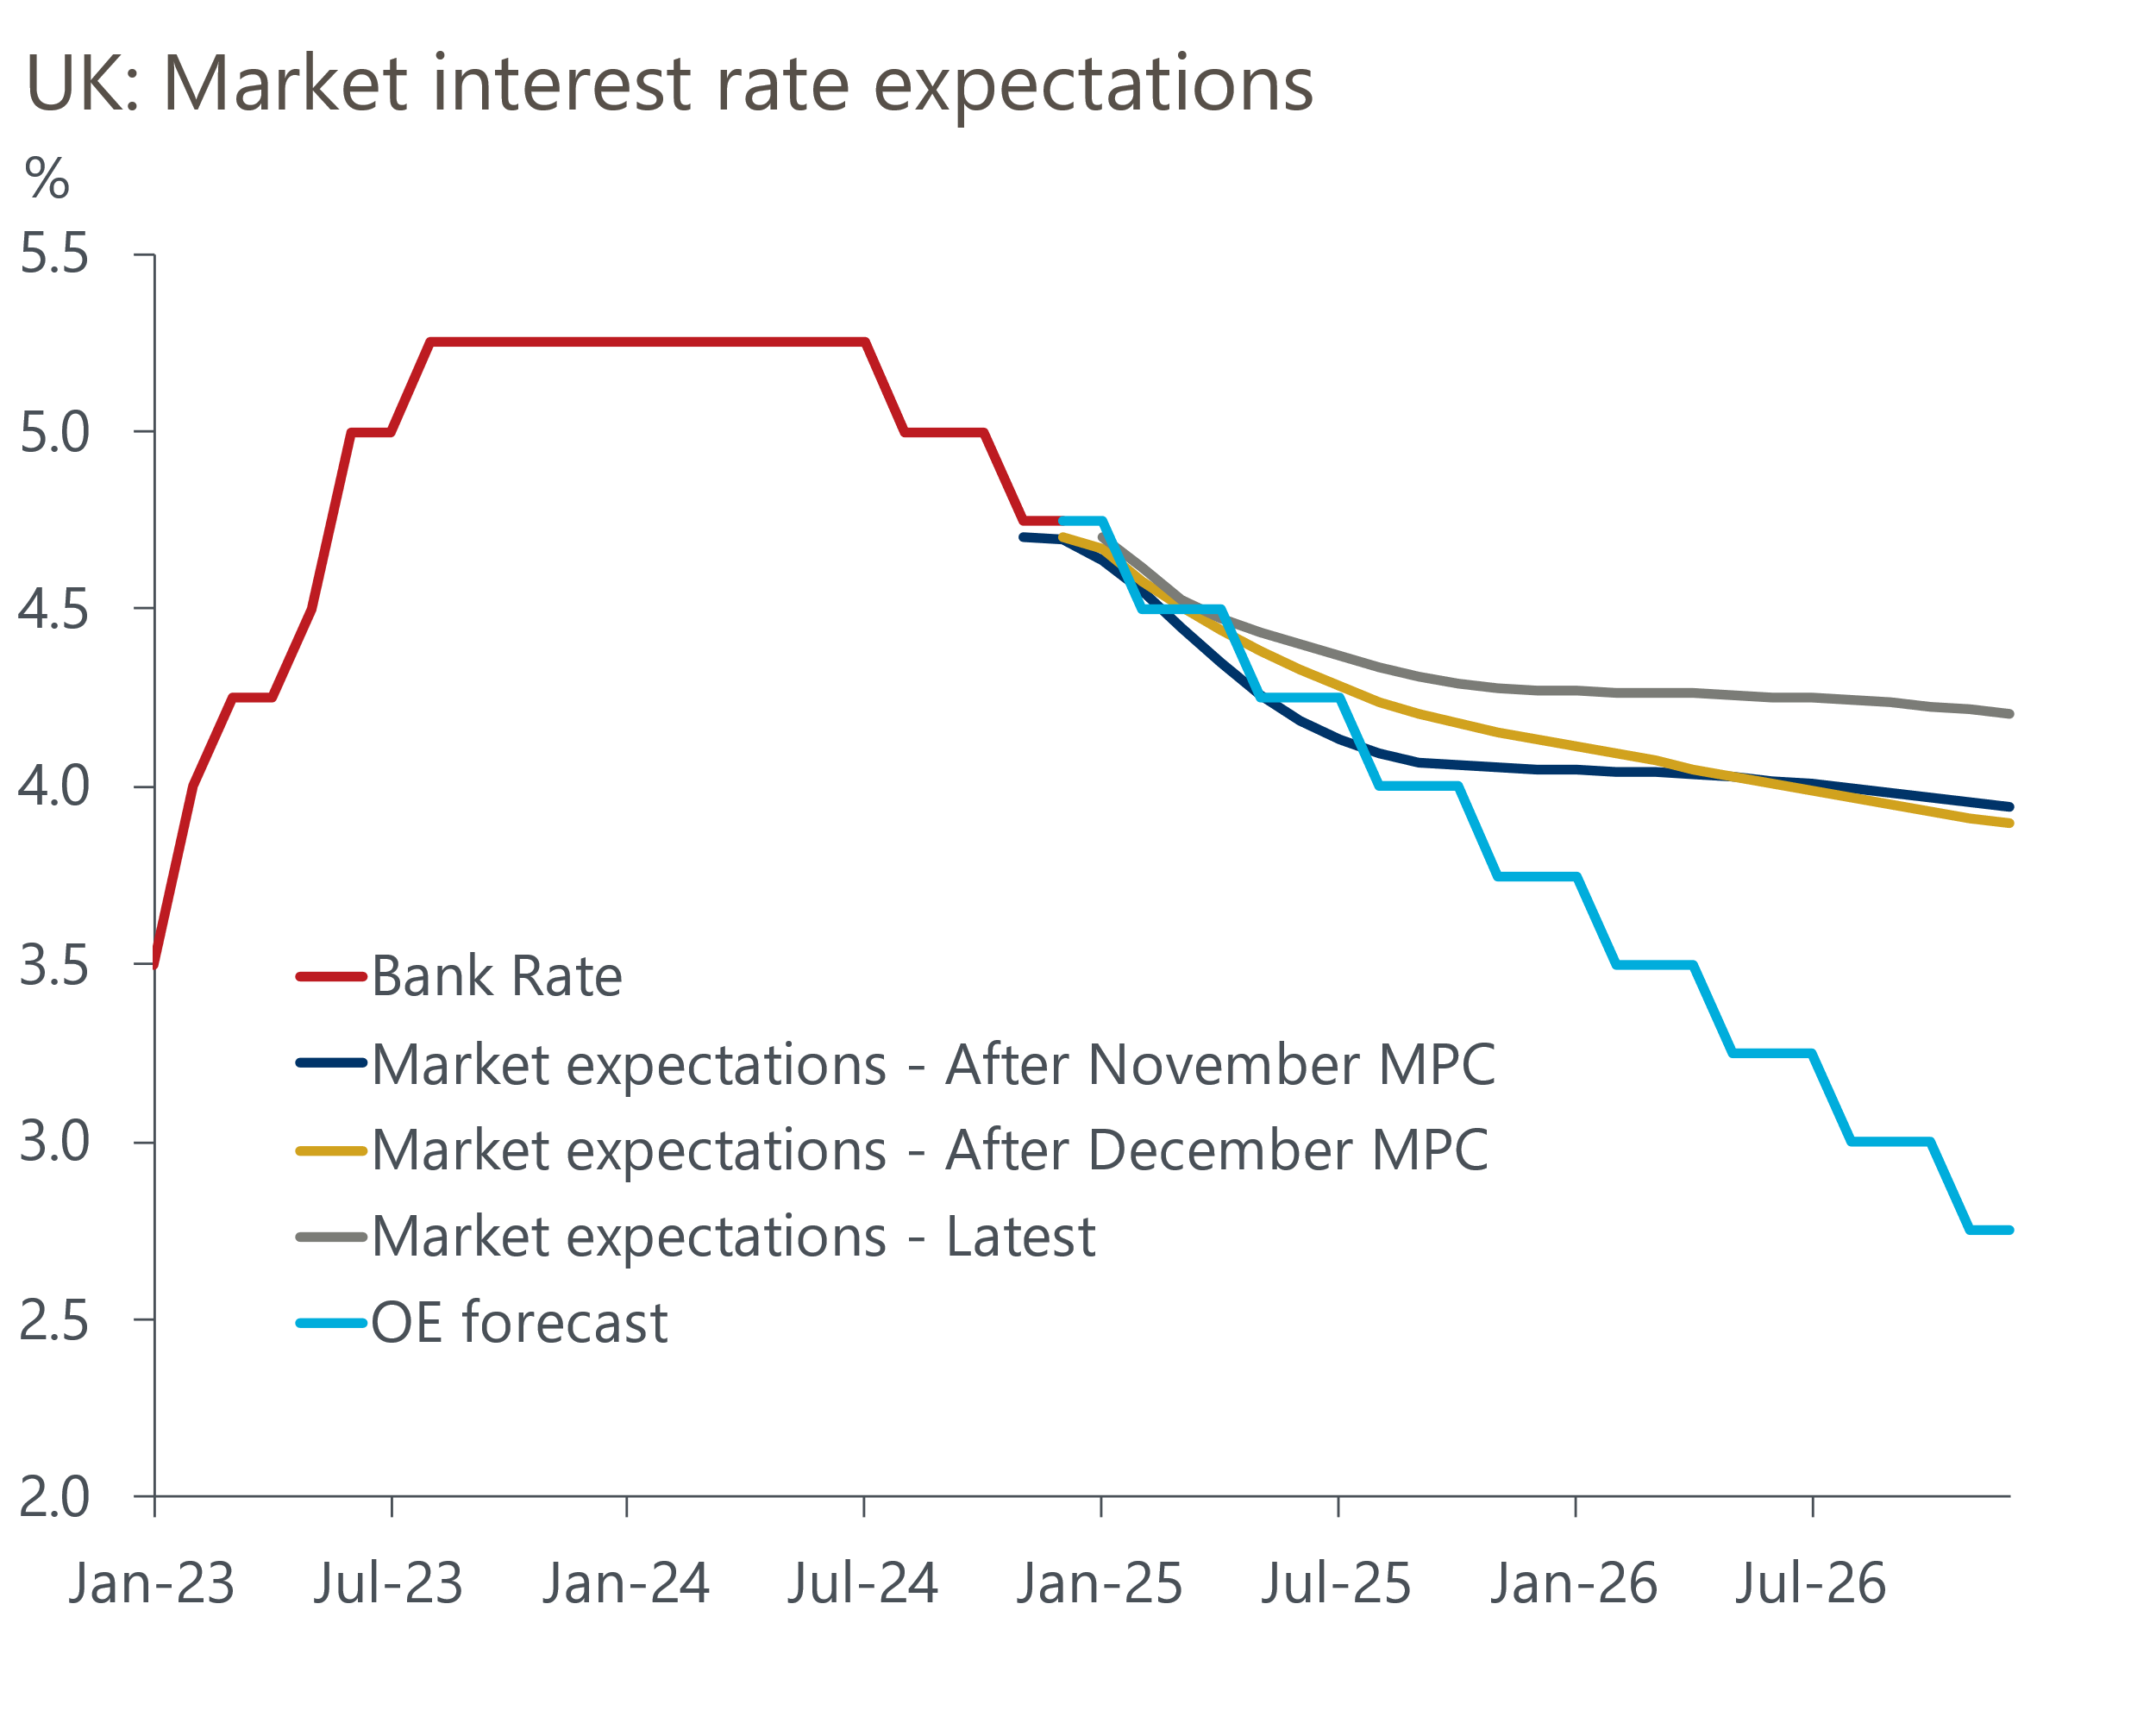 UK: Market interest rate expectations
%
5.5
5.0
4.5
4.0
3.5
3.0
2.5
2.0
Bank Rate
Market expectations - After November MPC
Market expectations - After December MPC
Market expectations - Latest
OE forecast
Jan-23 Jul-23 Jan-24 Jul-24 Jan-25 Jul-25 Jan-26 Jul-26